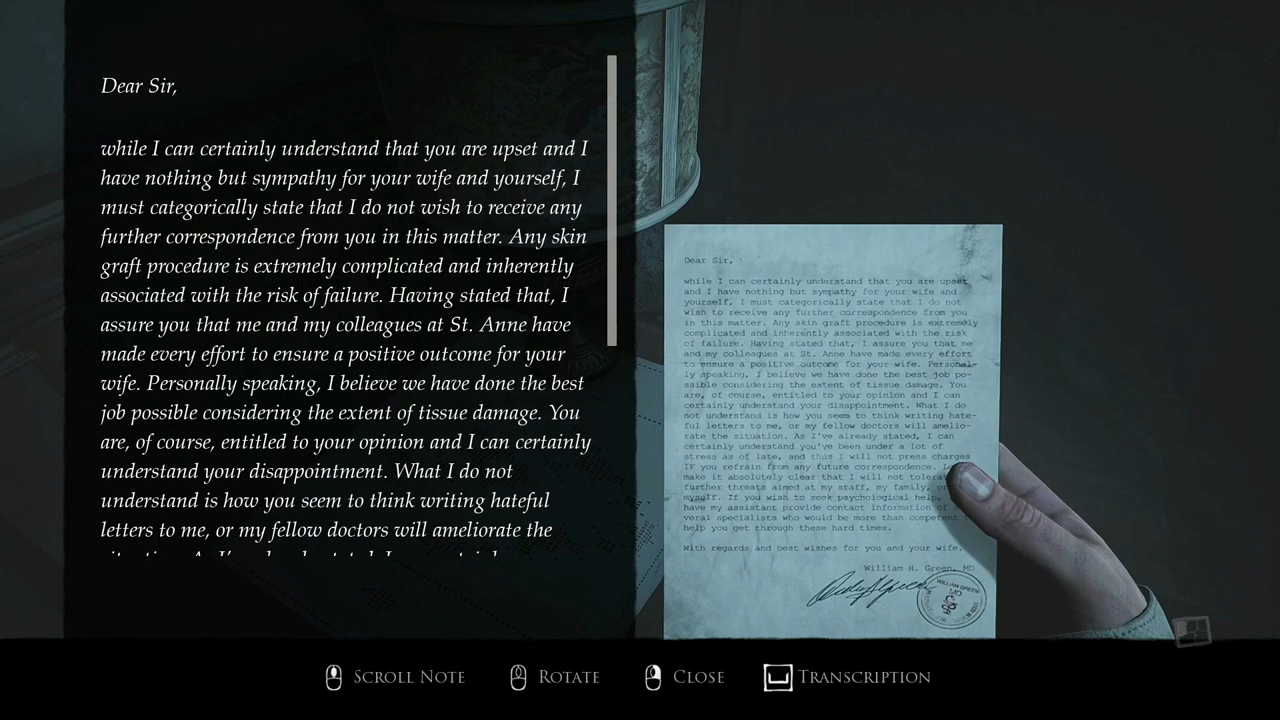 Dear Sir,
while I can certainly understand that you are upset and I
have nothing but sympathy for your wife and yourself, I
must categorically state that I do not wish to receive any
further correspondence from you in this matter. Any skin
graft procedure is extremely complicated and inherently
associated with the risk of failure. Having stated that, I
assure you that me and my colleagues at St. Anne have
made every effort to ensure a positive outcome for your
wife. Personally speaking, I believe we have done the best
job possible considering the extent of tissue damage. You
are, of course, entitled to your opinion and I can certainly
understand your disappointment. What I do not
understand is how you seem to think writing hateful
letters to me, or my fellow doctors will ameliorate the
Dear Sir,
while I can certainly understand that you are upset
and I have nothing but sympathy for your wife and
yourself, I must categorically state that I do not
wish to receive any further correspondence from you
in this matter. Any skin graft procedure is extremely
complicated and inherently associated with the risk
of failure. Having stated that, I assure you that me
and my colleagues at St. Anne have made every effort
to ensure a positive outcome for your wife. Personal-
ly speaking, I believe we have done the best job po-
ssible considering the extent of tissue damage. You
are, of course, entitled to your opinion and I can
certainly understand your disappointment. What I do
not understand is how you seem to think writing hate-
ful letters to me, or my fellow doctors will amelio-
rate the situation. As I've already stated, I can
certainly understand you've been under a lot of
stress as of late, and thus I will not press charges
IF you refrain from any future correspondence.
make it absolutely clear that I will not
further threats aimed at my staff, my family,
myself. If you wish to seek psychological help,
have my assistant provide contact information
veral specialists who would be more than competent
help you get through these hard times.
With regards and best wishes for you and your wife,
William H. Green, MD
WILLIAM GREEN
MD
SCROLL NOTE
ROTATE
CLOSE
TRANSCRIPTION